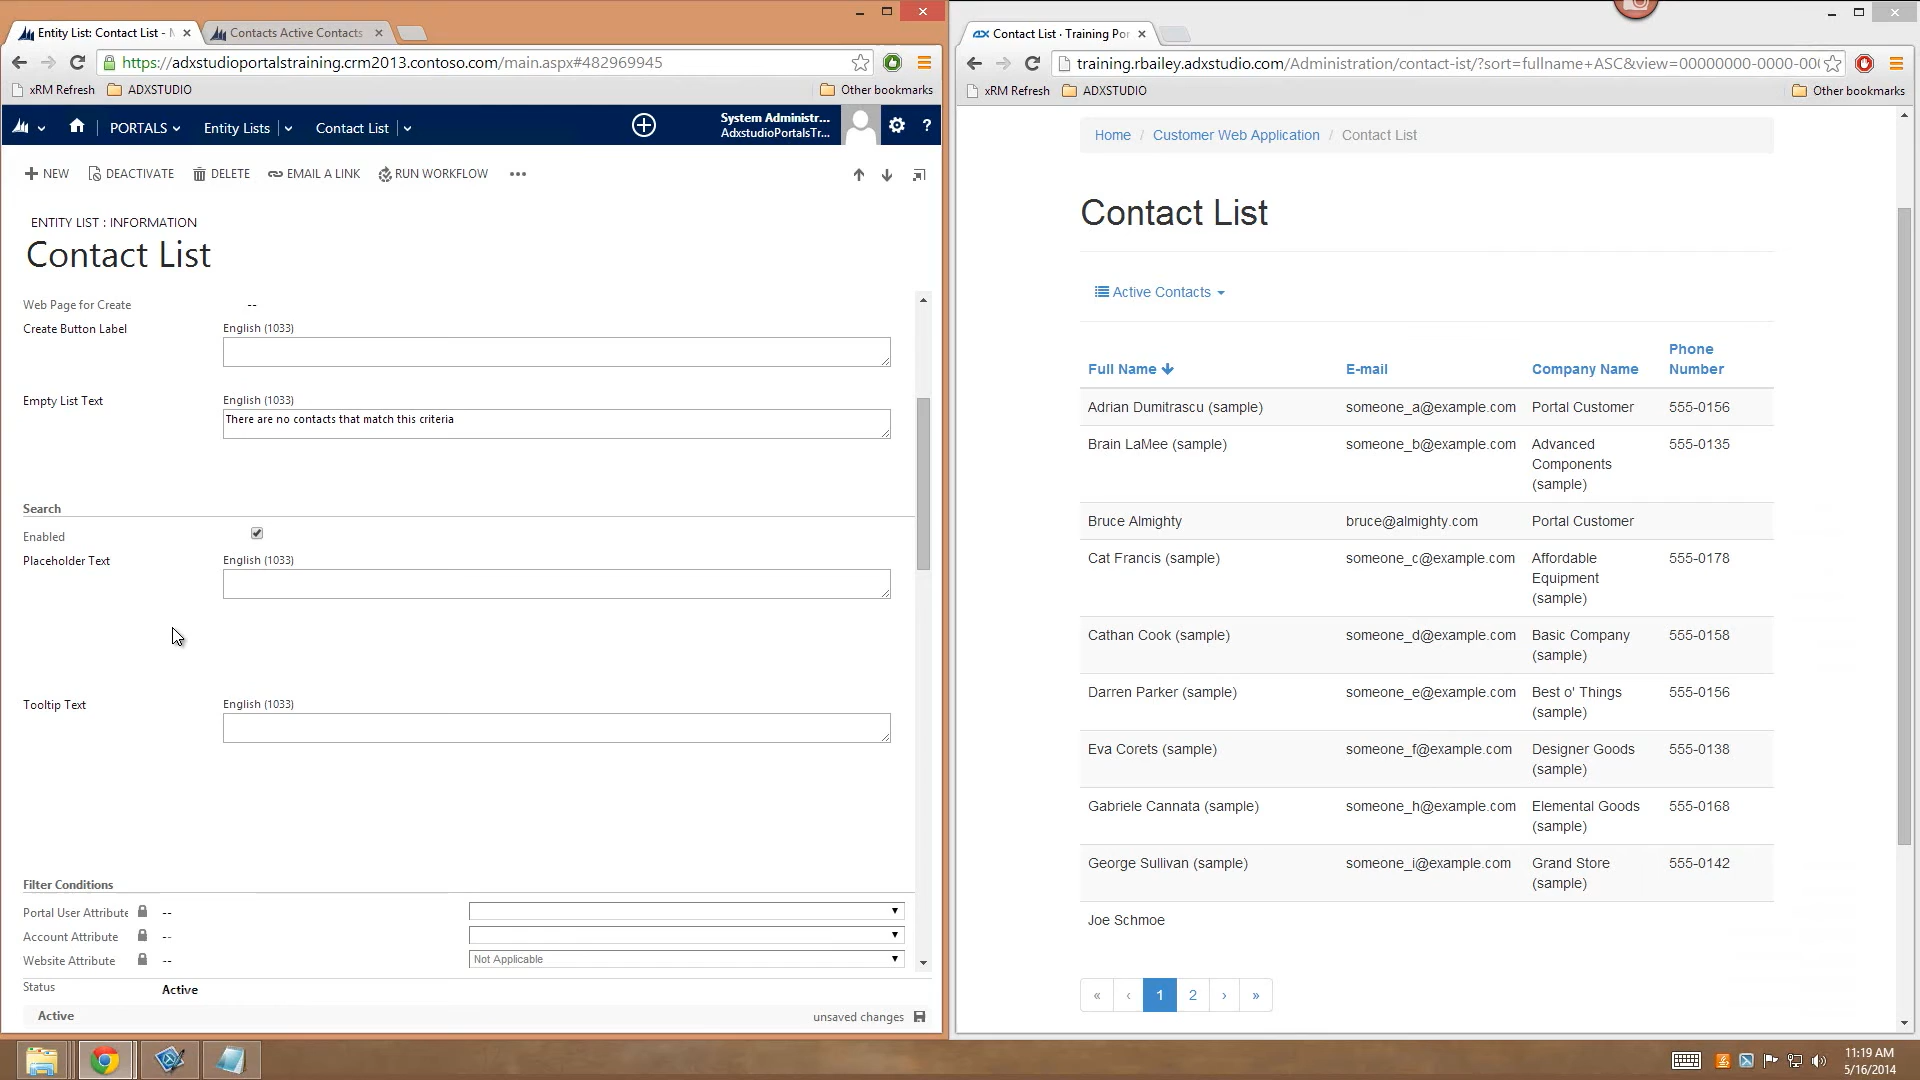 Entity List: Contact List -
Contacts Active Contacts
https://adxstudioportalstraining.crm2013.contoso.com/main.aspx#482969945
xRM Refresh
ADXSTUDIO
Other bookmarks
PORTALS
Entity Lists
Contact List
System Administr...
AdxstudioPortalsTr...
?
NEW
DEACTIVATE
DELETE
EMAIL A LINK
RUN WORKFLOW
ENTITY LIST : INFORMATION
Contact List
Web Page for Create
--
Create Button Label
English (1033)
Empty List Text
English (1033)
There are no contacts that match this criteria
Search
Enabled
Placeholder Text
English (1033)
Tooltip Text
English (1033)
Filter Conditions
Portal User Attribute
--
Account Attribute
--
Website Attribute
--
Not Applicable
Status
Active
Active
unsaved changes
Contact List · Training Por
training.rbailey.adxstudio.com/Administration/contact-ist/?sort=fullname+ASC&view=00000000-0000-00
xRM Refresh
ADXSTUDIO
Other bookmarks
Home / Customer Web Application / Contact List
Contact List
Active Contacts
Full Name E-mail Company Name Phone Number
Adrian Dumitrascu (sample) someone_a@example.com Portal Customer 555-0156
Brain LaMee (sample) someone_b@example.com Advanced Components (sample) 555-0135
Bruce Almighty bruce@almighty.com Portal Customer
Cat Francis (sample) someone_c@example.com Affordable Equipment (sample) 555-0178
Cathan Cook (sample) someone_d@example.com Basic Company (sample) 555-0158
Darren Parker (sample) someone_e@example.com Best o' Things (sample) 555-0156
Eva Corets (sample) someone_f@example.com Designer Goods (sample) 555-0138
Gabriele Cannata (sample) someone_h@example.com Elemental Goods (sample) 555-0168
George Sullivan (sample) someone_i@example.com Grand Store (sample) 555-0142
Joe Schmoe
« ‹ 1 2 › »
11:19 AM
5/16/2014